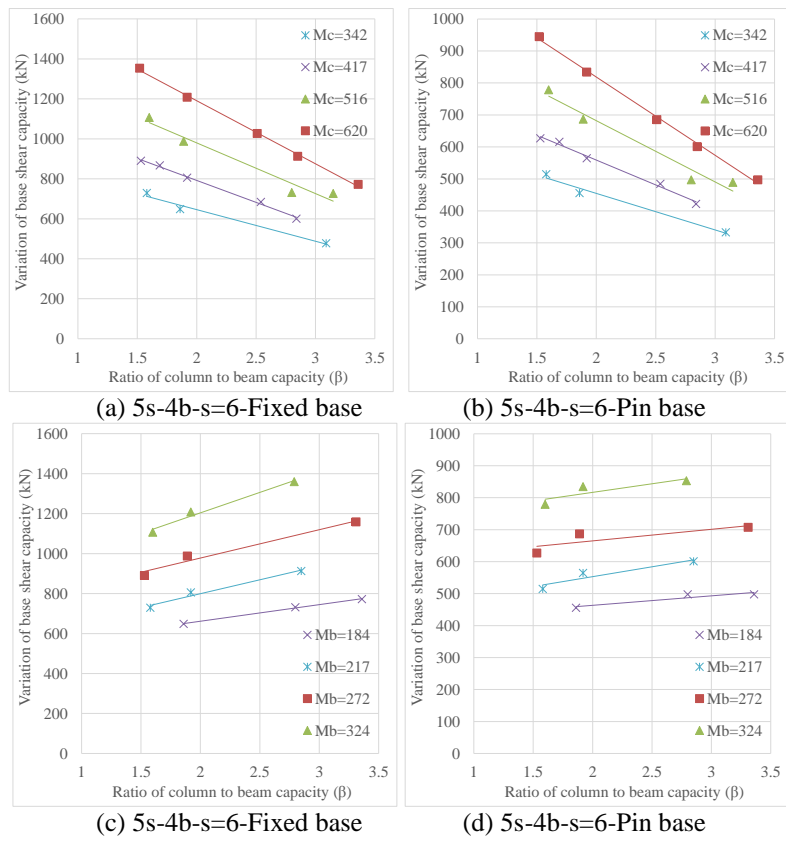 Variation of base shear capacity (kN)
1600
1400
1200
1000
800
600
400
200
0
Mc=342
Mc=417
Mc=516
Mc=620
1 1.5 2 2.5 3 3.5
Ratio of column to beam capacity (β)
(a) 5s-4b-s=6-Fixed base
Variation of base shear capacity (kN)
1000
900
800
700
600
500
400
300
200
100
0
Mc=342
Mc=417
Mc=516
Mc=620
1 1.5 2 2.5 3 3.5
Ratio of column to beam capacity (β)
(b) 5s-4b-s=6-Pin base
Variation of base shear capacity (kN)
1600
1400
1200
1000
800
600
400
200
0
Mb=184
Mb=217
Mb=272
Mb=324
1 1.5 2 2.5 3 3.5
Ratio of column to beam capacity (β)
(c) 5s-4b-s=6-Fixed base
Variation of base shear capacity (kN)
1000
900
800
700
600
500
400
300
200
100
0
Mb=184
Mb=217
Mb=272
Mb=324
1 1.5 2 2.5 3 3.5
Ratio of column to beam capacity (β)
(d) 5s-4b-s=6-Pin base